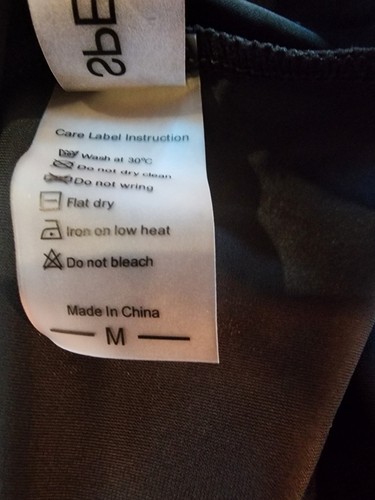 SPE
Care Label Instruction
Wash at 30°C
Do not dry clean
Do not wring
Flat dry
Iron on low heat
Do not bleach
Made In China
M